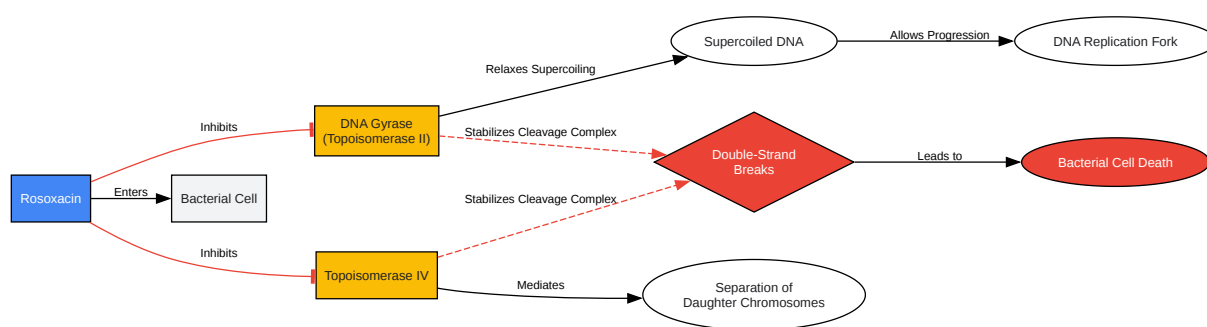 Supercoiled DNA
Allows Progression
DNA Replication Fork
Relaxes Supercoiling
Inhibits
DNA Gyrase
(Topoisomerase II)
Stabilizes Cleavage Complex
Double-Strand
Breaks
Leads to
Bacterial Cell Death
Rosoxacin
Enters
Bacterial Cell
Stabilizes Cleavage Complex
Inhibits
Topoisomerase IV
Mediates
Separation of
Daughter Chromosomes